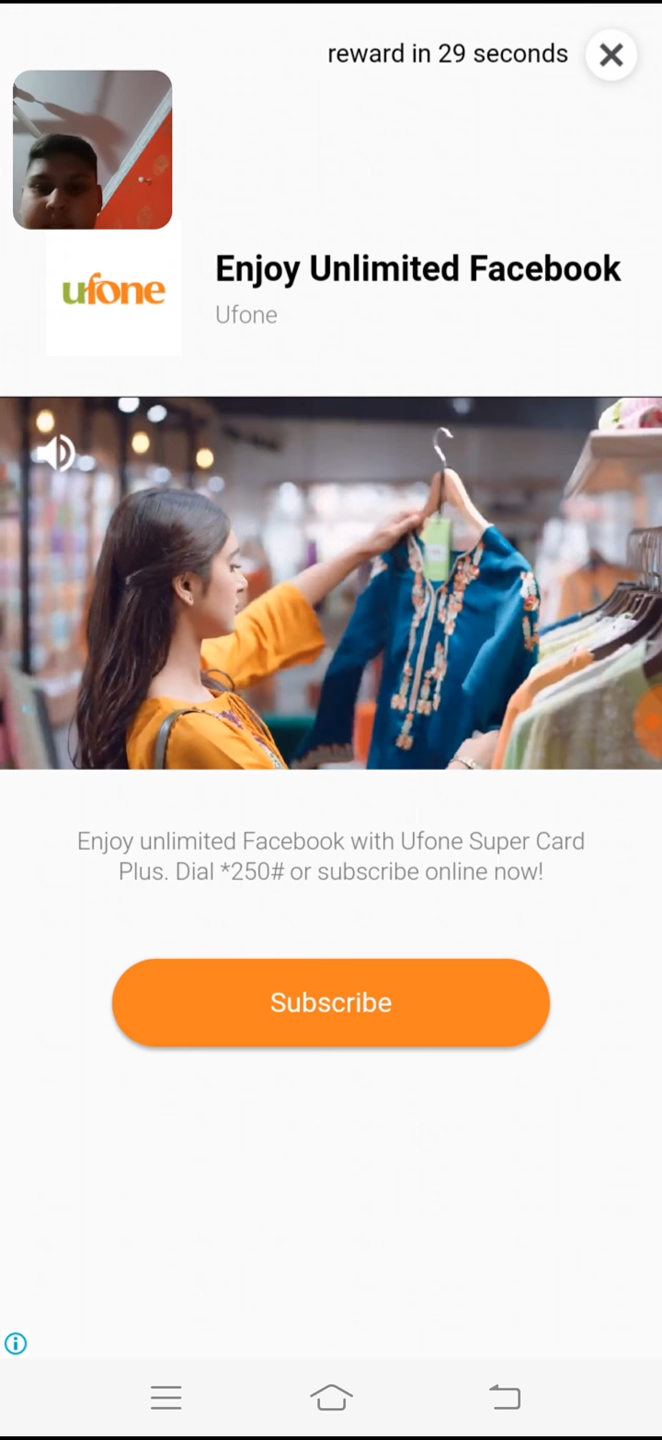 reward in 29 seconds
ufone
Enjoy Unlimited Facebook
Ufone
Enjoy unlimited Facebook with Ufone Super Card
Plus. Dial *250# or subscribe online now!
Subscribe